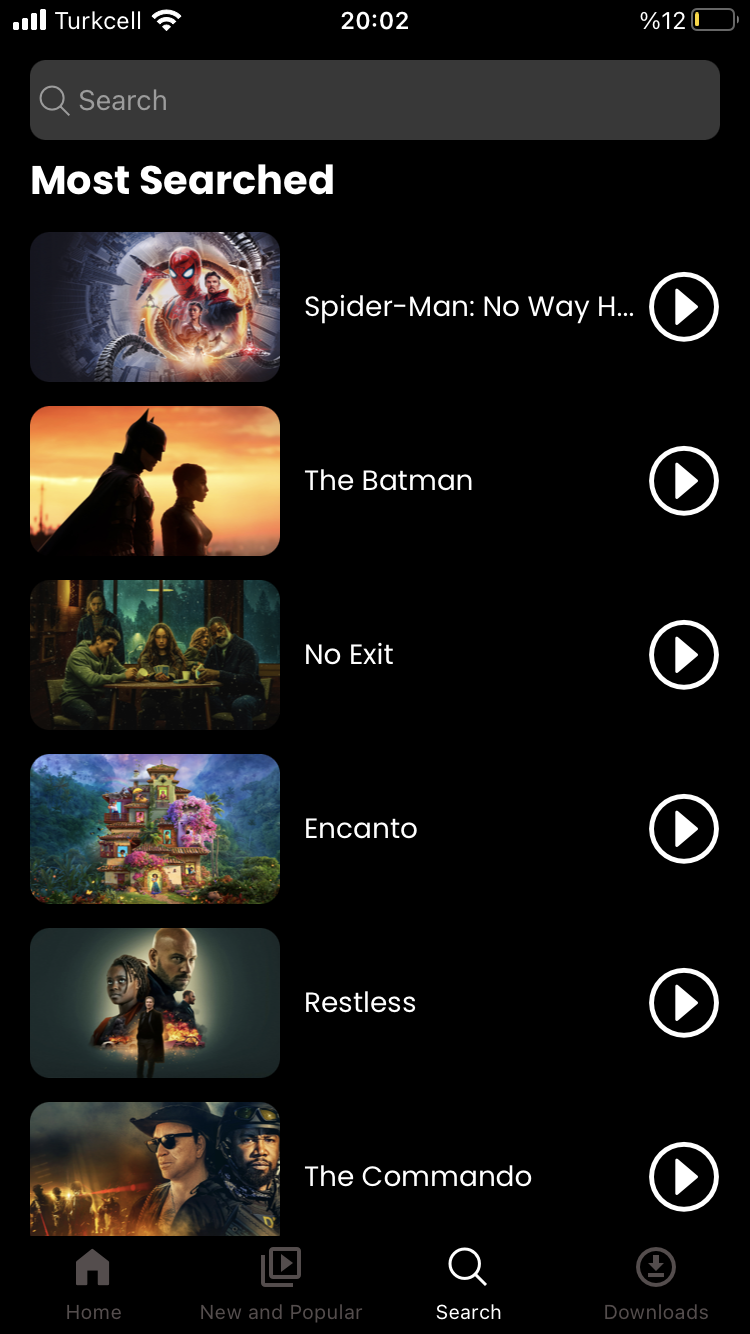 Turkcell
20:02
%12
Search
Most Searched
Spider-Man: No Way H...
The Batman
No Exit
Encanto
Restless
The Commando
Home
New and Popular
Search
Downloads